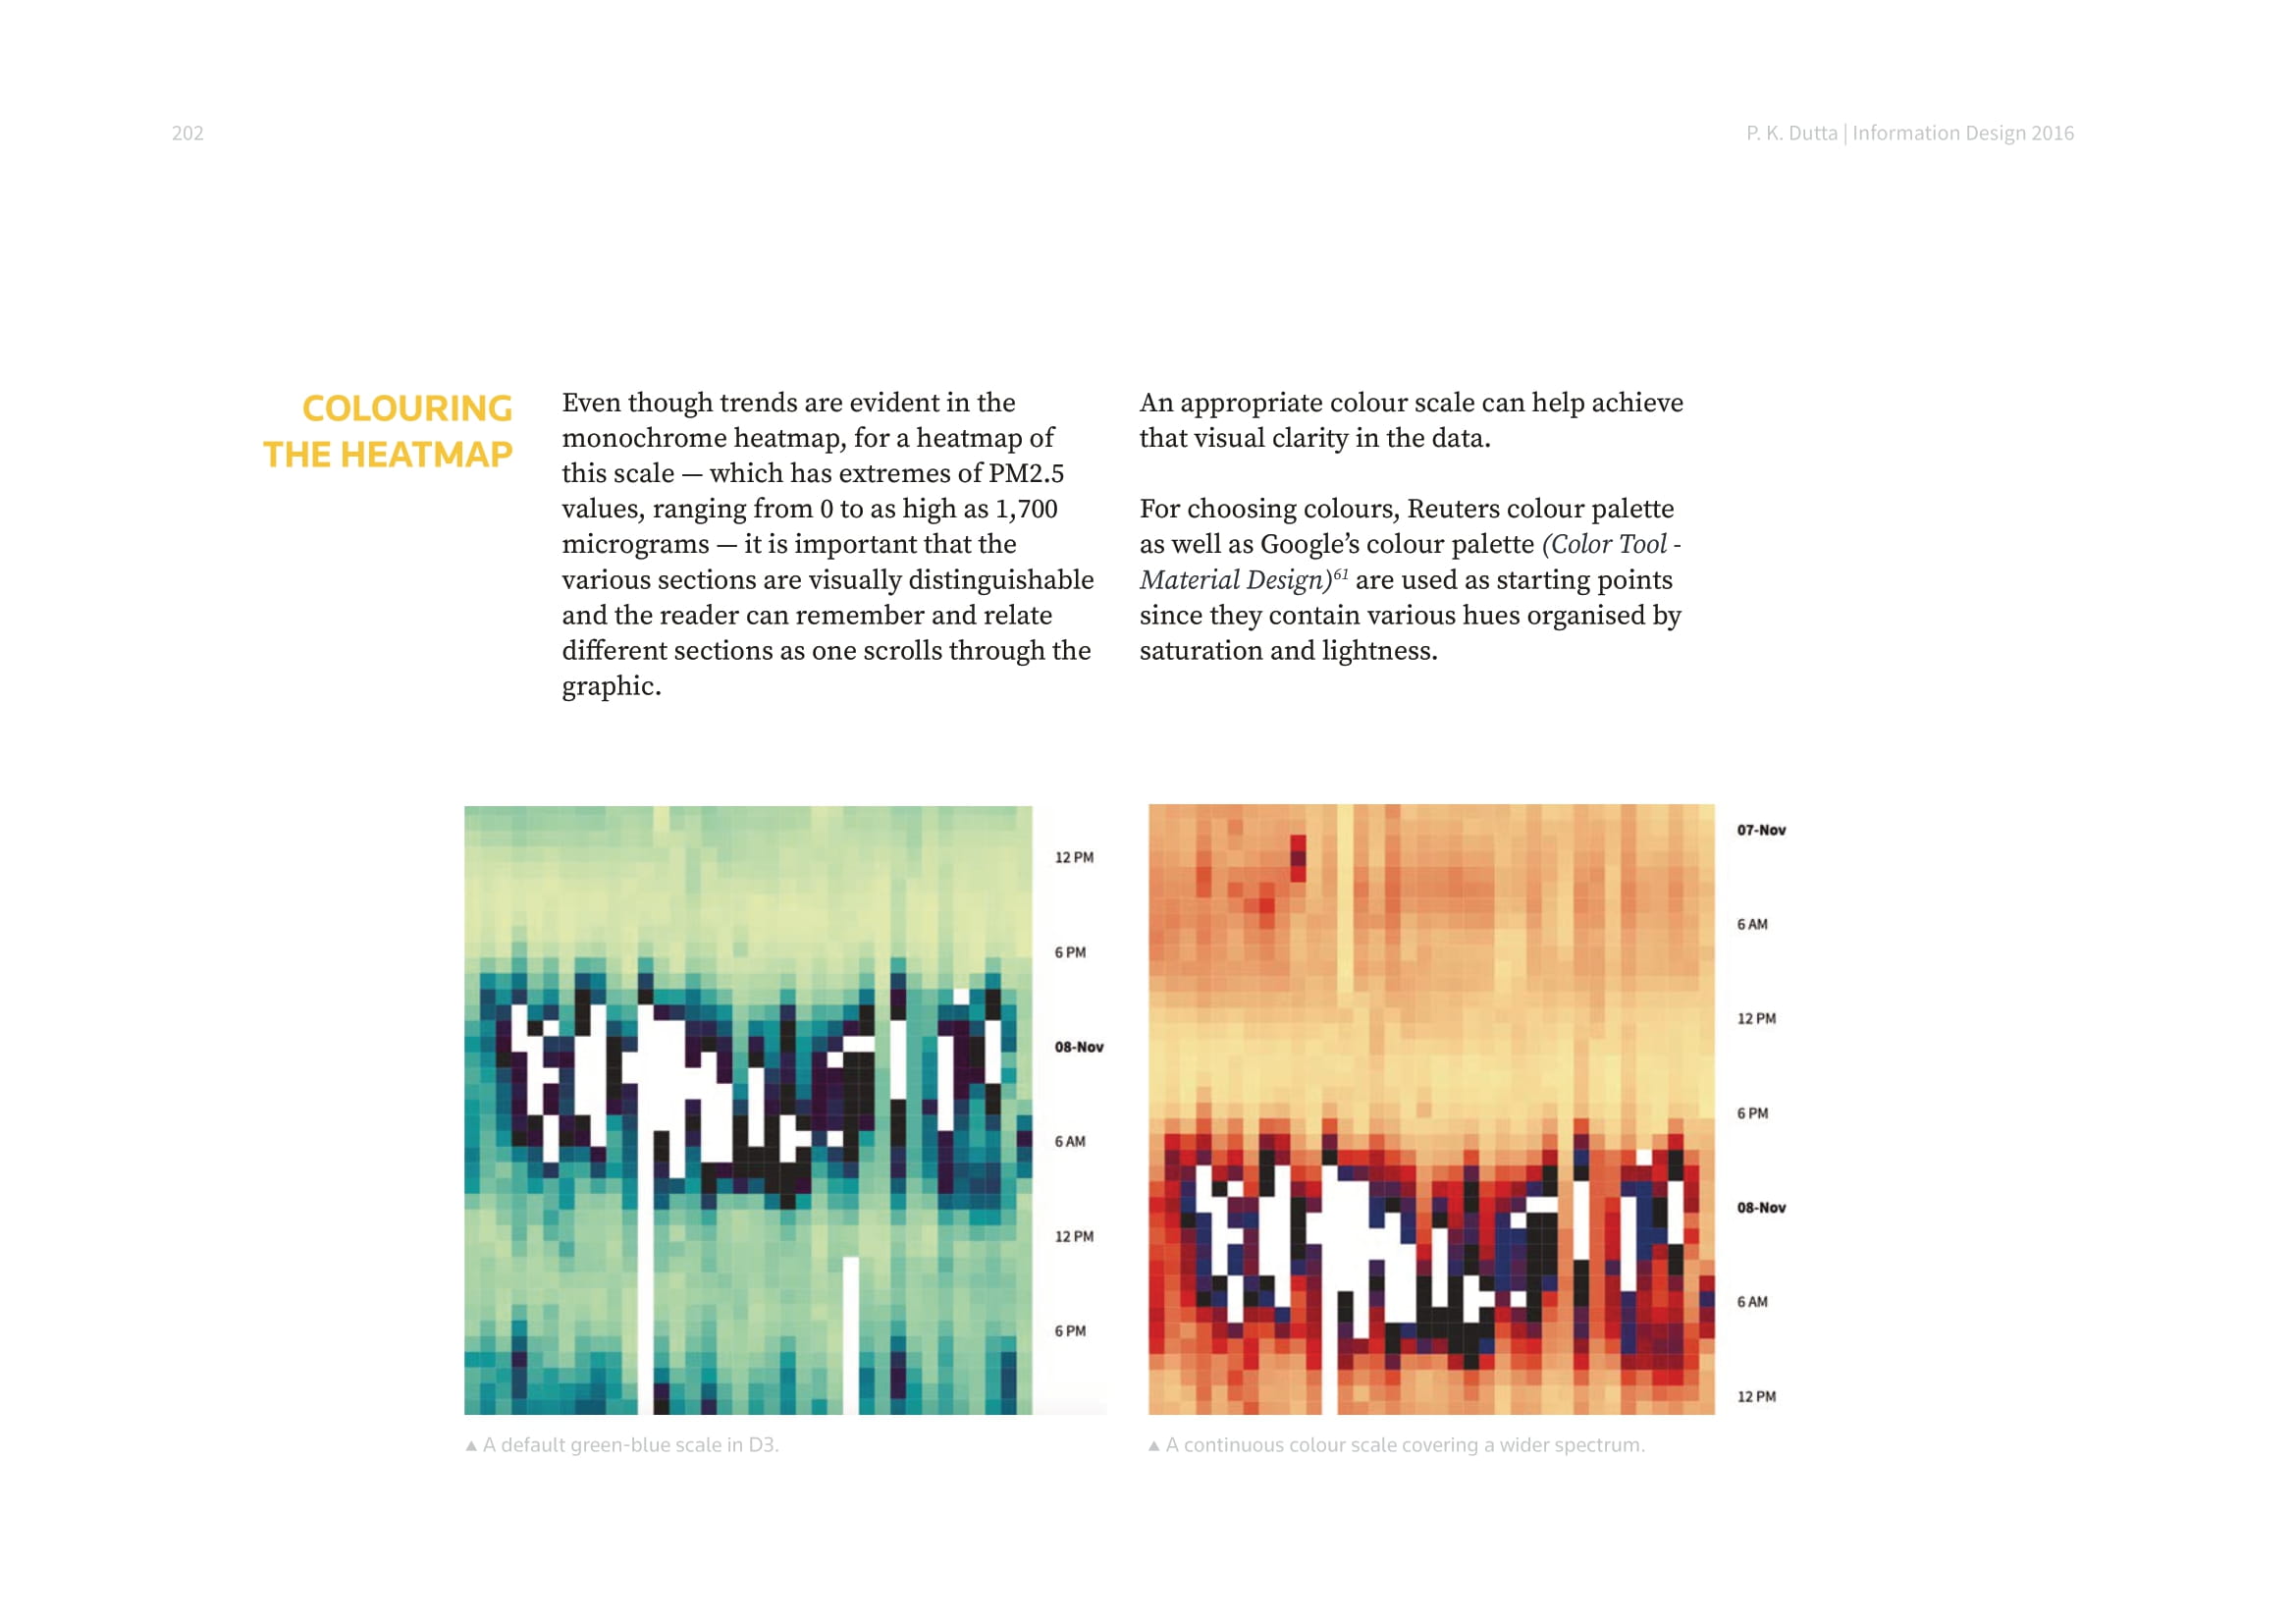 202
P. K. Dutta | Information Design 2016
COLOURING
THE HEATMAP
Even though trends are evident in the
monochrome heatmap, for a heatmap of
this scale — which has extremes of PM2.5
values, ranging from 0 to as high as 1,700
micrograms — it is important that the
various sections are visually distinguishable
and the reader can remember and relate
different sections as one scrolls through the
graphic.
An appropriate colour scale can help achieve
that visual clarity in the data.
For choosing colours, Reuters colour palette
as well as Google’s colour palette (Color Tool -
Material Design)⁶¹ are used as starting points
since they contain various hues organised by
saturation and lightness.
12 PM
6 PM
08-Nov
6 AM
12 PM
6 PM
▲ A default green-blue scale in D3.
07-Nov
6 AM
12 PM
6 PM
08-Nov
6 AM
12 PM
▲ A continuous colour scale covering a wider spectrum.